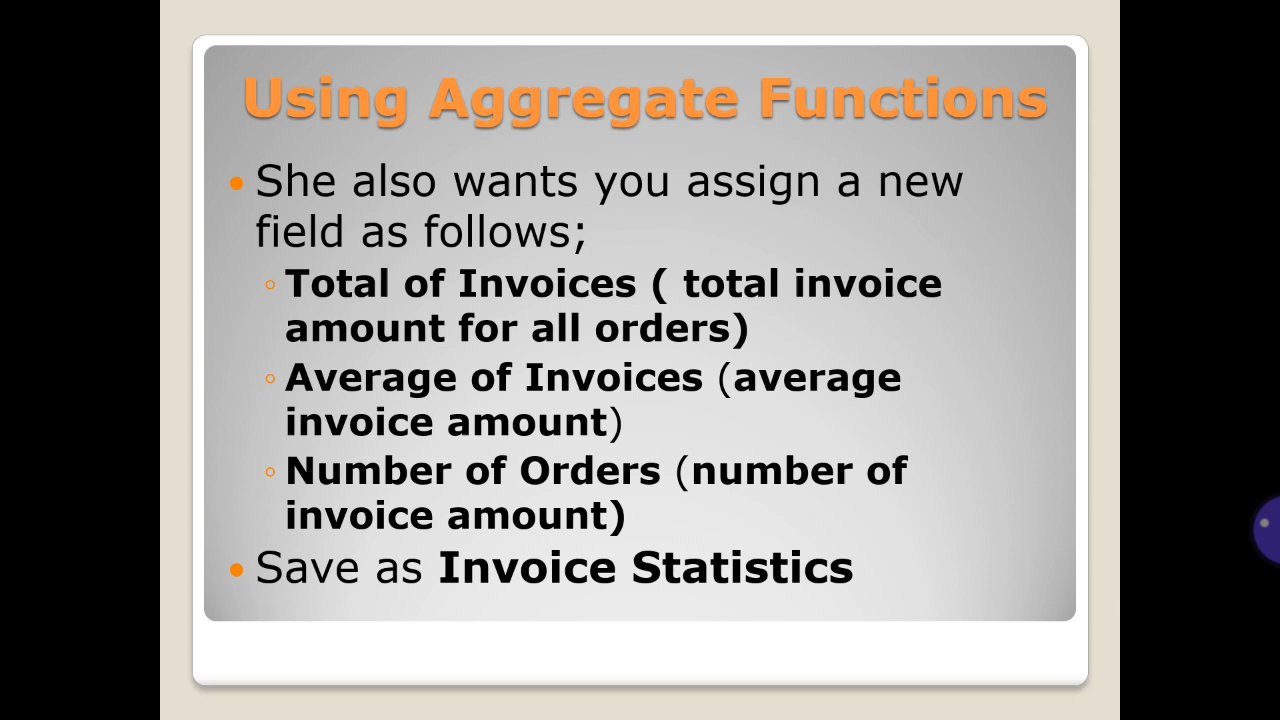 Using Aggregate Functions
• She also wants you assign a new
field as follows;
◦ Total of Invoices ( total invoice
amount for all orders)
◦ Average of Invoices (average
invoice amount)
◦ Number of Orders (number of
invoice amount)
• Save as Invoice Statistics